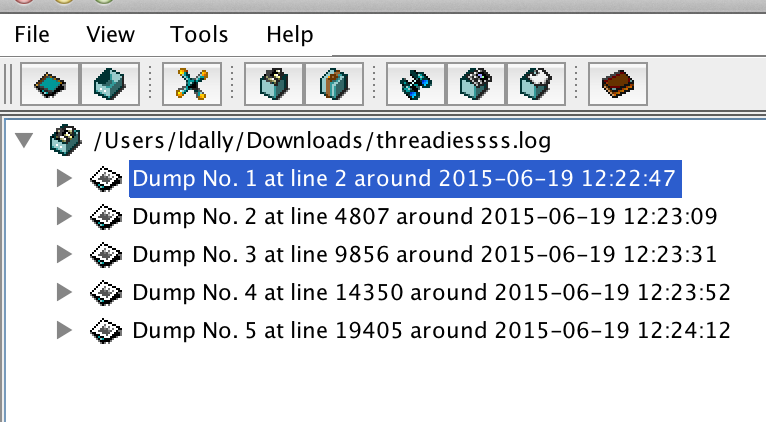 File View Tools Help
/Users/ldally/Downloads/threadiessss.log
Dump No. 1 at line 2 around 2015-06-19 12:22:47
Dump No. 2 at line 4807 around 2015-06-19 12:23:09
Dump No. 3 at line 9856 around 2015-06-19 12:23:31
Dump No. 4 at line 14350 around 2015-06-19 12:23:52
Dump No. 5 at line 19405 around 2015-06-19 12:24:12